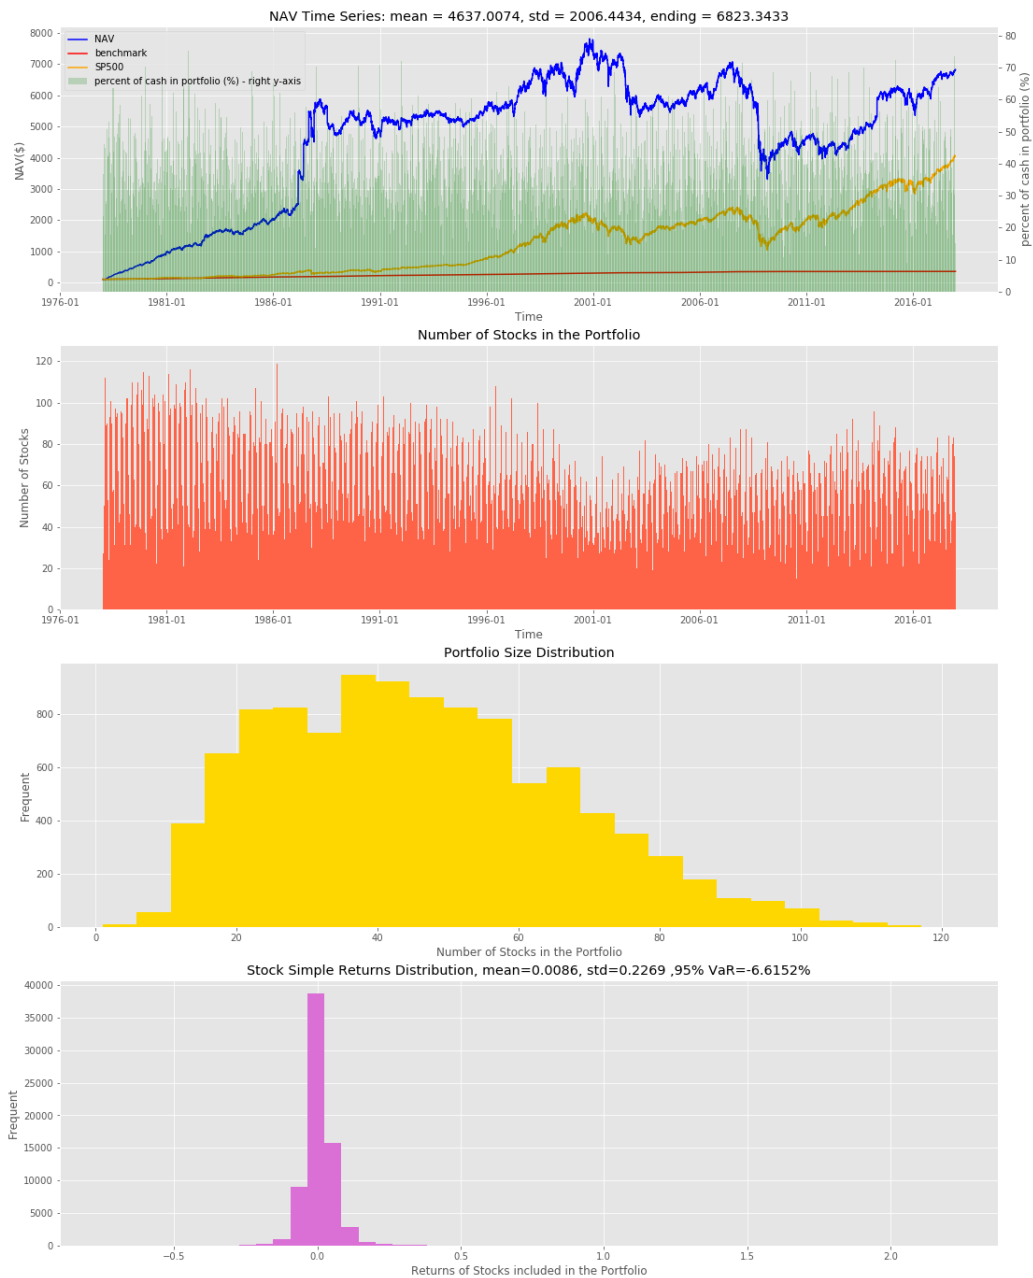 NAV Time Series: mean = 4637.0074, std = 2006.4434, ending = 6823.3433
NAV
benchmark
SP500
percent of cash in portfolio (%) - right y-axis
8000
7000
6000
5000
4000
3000
2000
1000
0
NAV($)
80
70
60
50
40
30
20
10
0
percent of cash in portfolio (%)
1976-01 1981-01 1986-01 1991-01 1996-01 2001-01 2006-01 2011-01 2016-01
Time
Number of Stocks in the Portfolio
120
100
80
60
40
20
0
Number of Stocks
1976-01 1981-01 1986-01 1991-01 1996-01 2001-01 2006-01 2011-01 2016-01
Time
Portfolio Size Distribution
800
600
400
200
0
Frequent
0 20 40 60 80 100 120
Number of Stocks in the Portfolio
Stock Simple Returns Distribution, mean=0.0086, std=0.2269 ,95% VaR=-6.6152%
40000
35000
30000
25000
20000
15000
10000
5000
0
Frequent
−0.5 0.0 0.5 1.0 1.5 2.0
Returns of Stocks included in the Portfolio